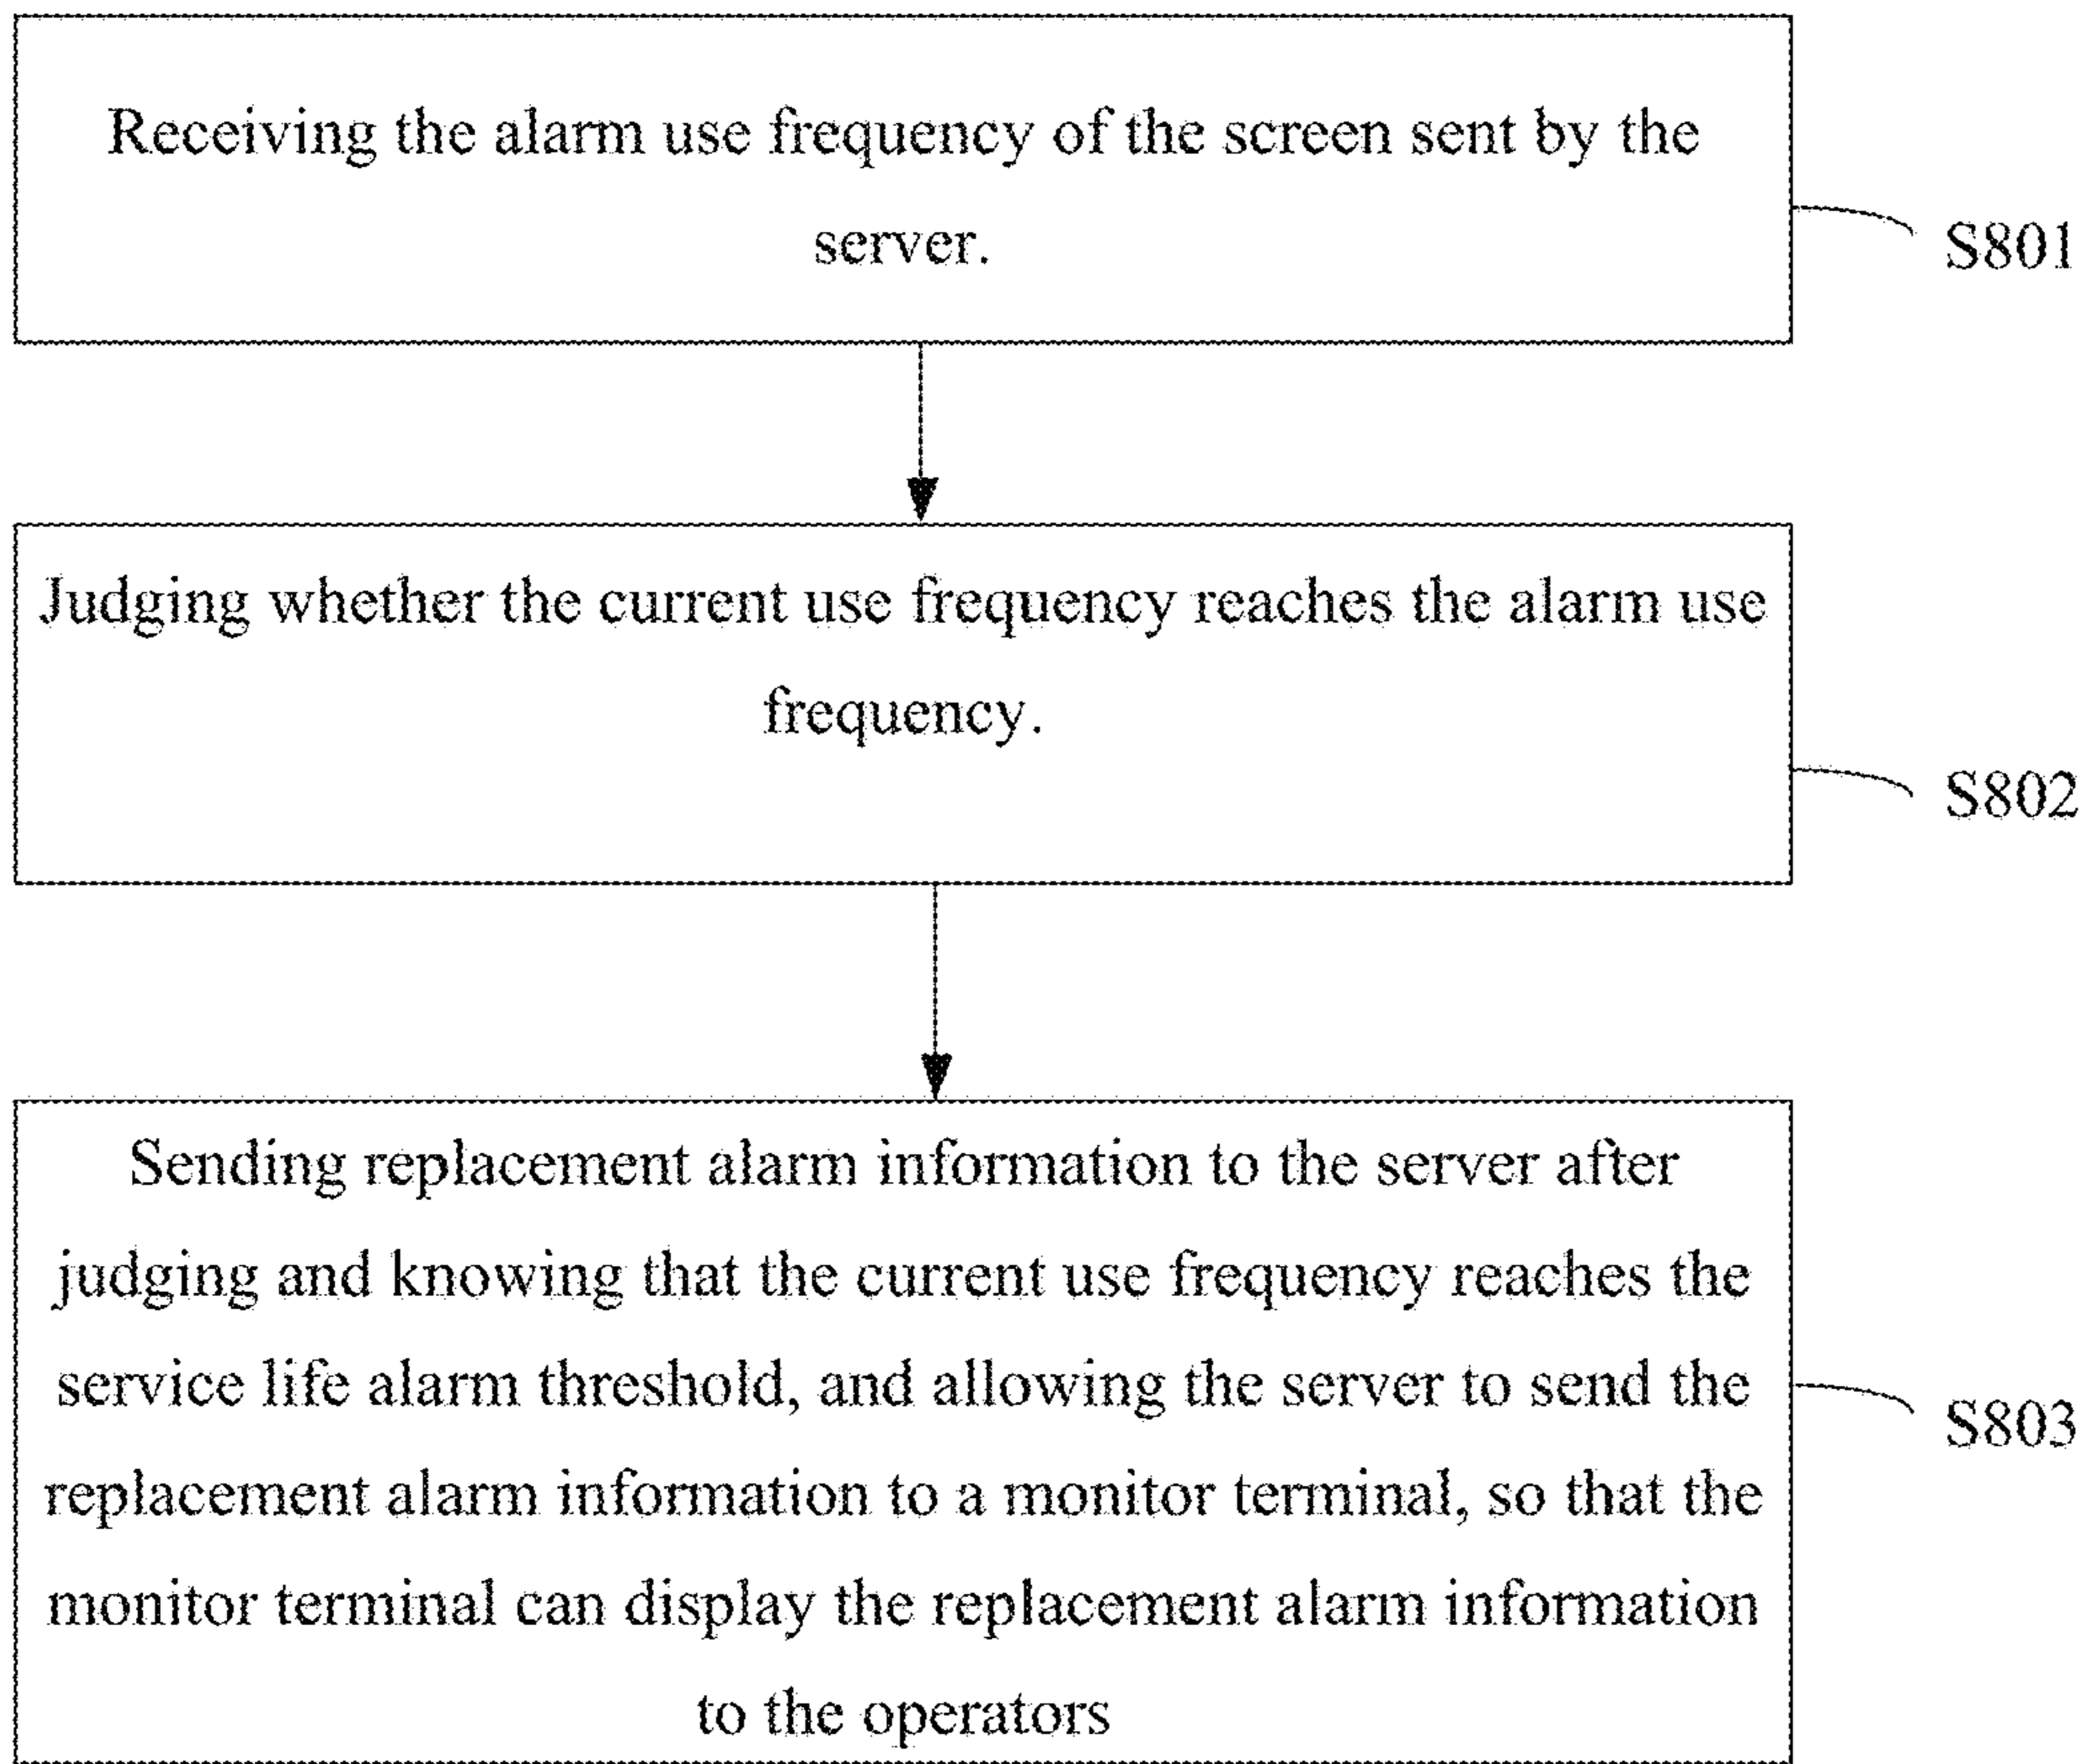 Receiving the alarm use frequency of the screen sent by the
server.
S801
Judging whether the current use frequency reaches the alarm use
frequency.
S802
Sending replacement alarm information to the server after
judging and knowing that the current use frequency reaches the
service life alarm threshold, and allowing the server to send the
replacement alarm information to a monitor terminal, so that the
monitor terminal can display the replacement alarm information
to the operators
S803